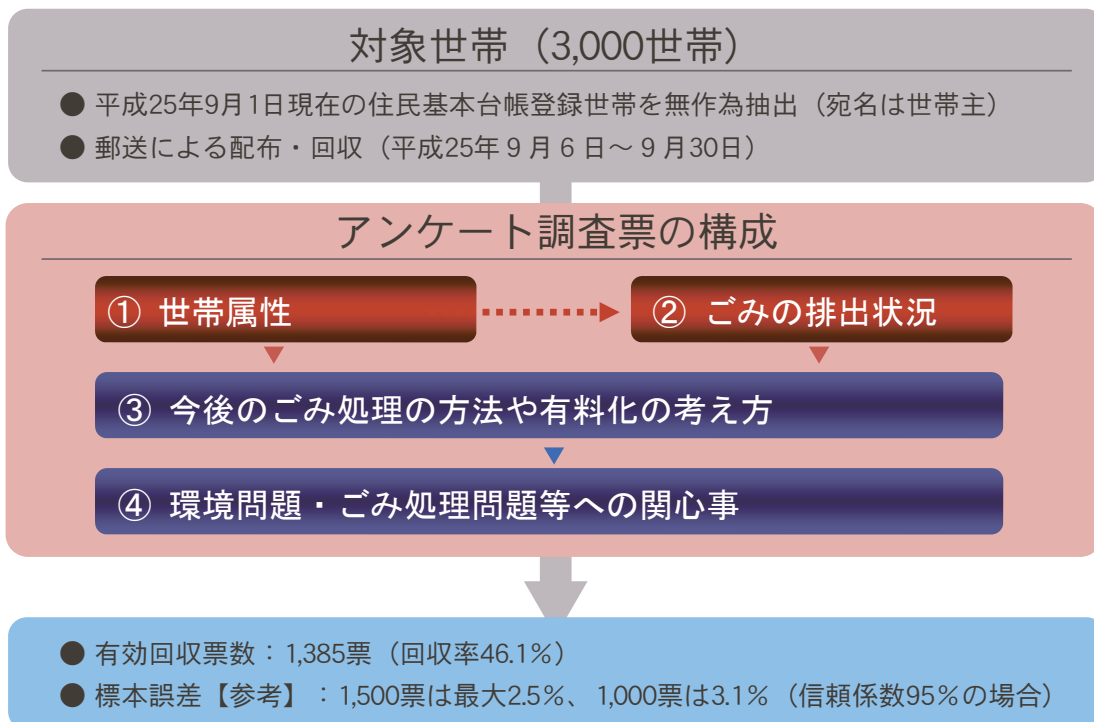 対象世帯（3,000世帯）
● 平成25年9月1日現在の住民基本台帳登録世帯を無作為抽出（宛名は世帯主）
● 郵送による配布・回収（平成25年９月６日～９月30日）
アンケート調査票の構成
① 世帯属性
② ごみの排出状況
③ 今後のごみ処理の方法や有料化の考え方
④ 環境問題・ごみ処理問題等への関心事
● 有効回収票数：1,385票（回収率46.1％）
● 標本誤差【参考】：1,500票は最大2.5％、1,000票は3.1％（信頼係数95％の場合）